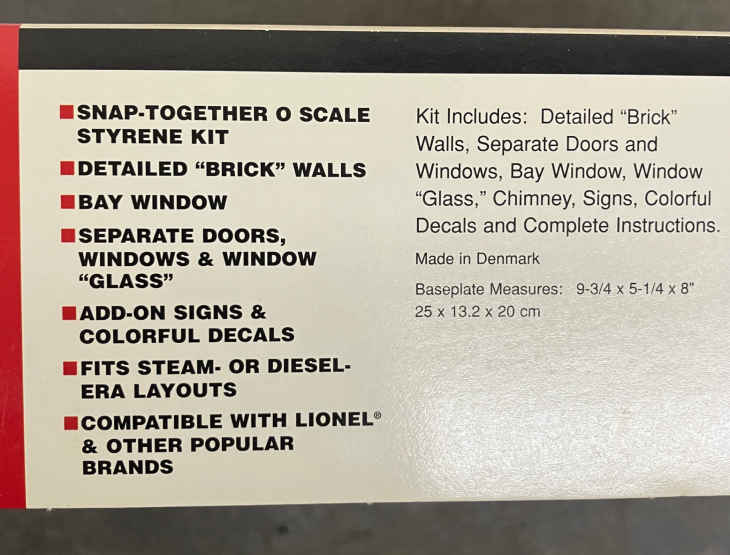 SNAP-TOGETHER O SCALE
STYRENE KIT
DETAILED “BRICK” WALLS
BAY WINDOW
SEPARATE DOORS,
WINDOWS & WINDOW
“GLASS”
ADD-ON SIGNS &
COLORFUL DECALS
FITS STEAM- OR DIESEL-
ERA LAYOUTS
COMPATIBLE WITH LIONEL®
& OTHER POPULAR
BRANDS
Kit Includes: Detailed “Brick”
Walls, Separate Doors and
Windows, Bay Window, Window
“Glass,” Chimney, Signs, Colorful
Decals and Complete Instructions.
Made in Denmark
Baseplate Measures: 9-3/4 x 5-1/4 x 8"
25 x 13.2 x 20 cm